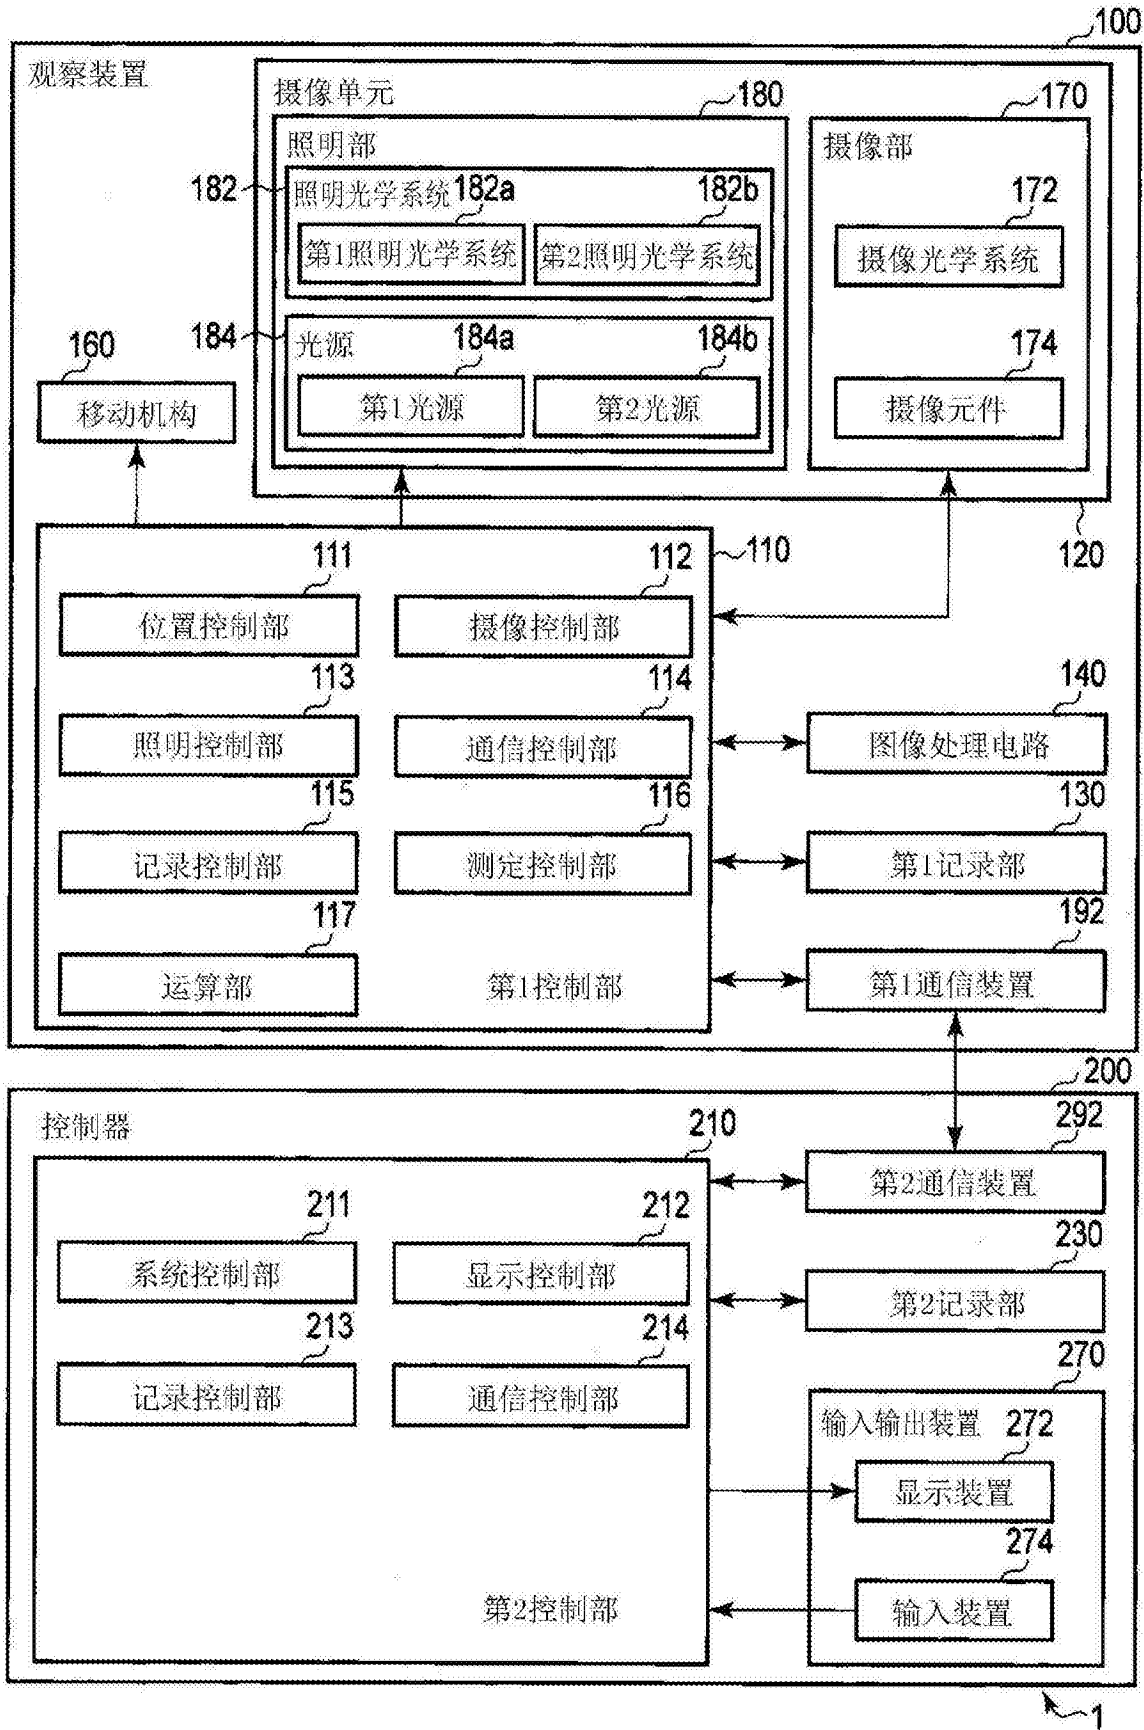 100
观察装置
摄像单元
180
170
照明部
摄像部
182
照明光学系统
182a
182b
172
第1照明光学系统
第2照明光学系统
摄像光学系统
184
光源
184a
184b
174
160
第1光源
第2光源
摄像元件
移动机构
110
120
111
112
位置控制部
摄像控制部
113
114
140
照明控制部
通信控制部
图像处理电路
115
116
130
记录控制部
测定控制部
第1记录部
117
192
运算部
第1控制部
第1通信装置
200
控制器
210
292
第2通信装置
211
212
230
系统控制部
显示控制部
第2记录部
213
214
270
记录控制部
通信控制部
输入输出装置
272
显示装置
274
第2控制部
输入装置
1